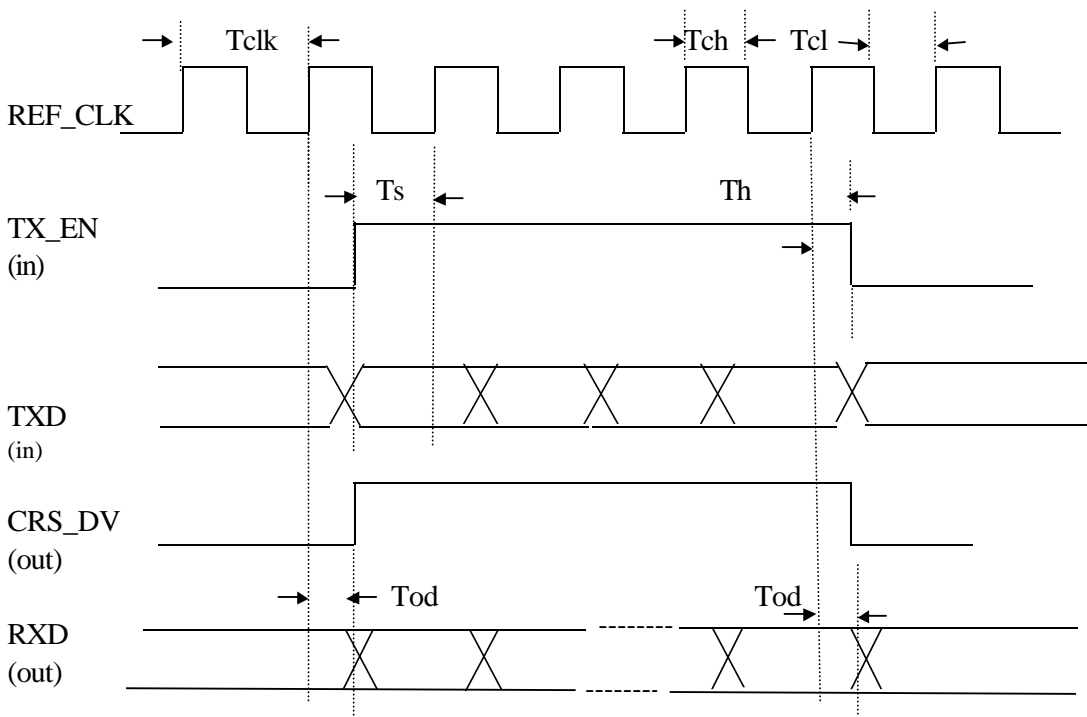 Tclk
Tch
Tcl
REF_CLK
Ts
Th
TX_EN
(in)
TXD
(in)
CRS_DV
(out)
Tod
Tod
RXD
(out)